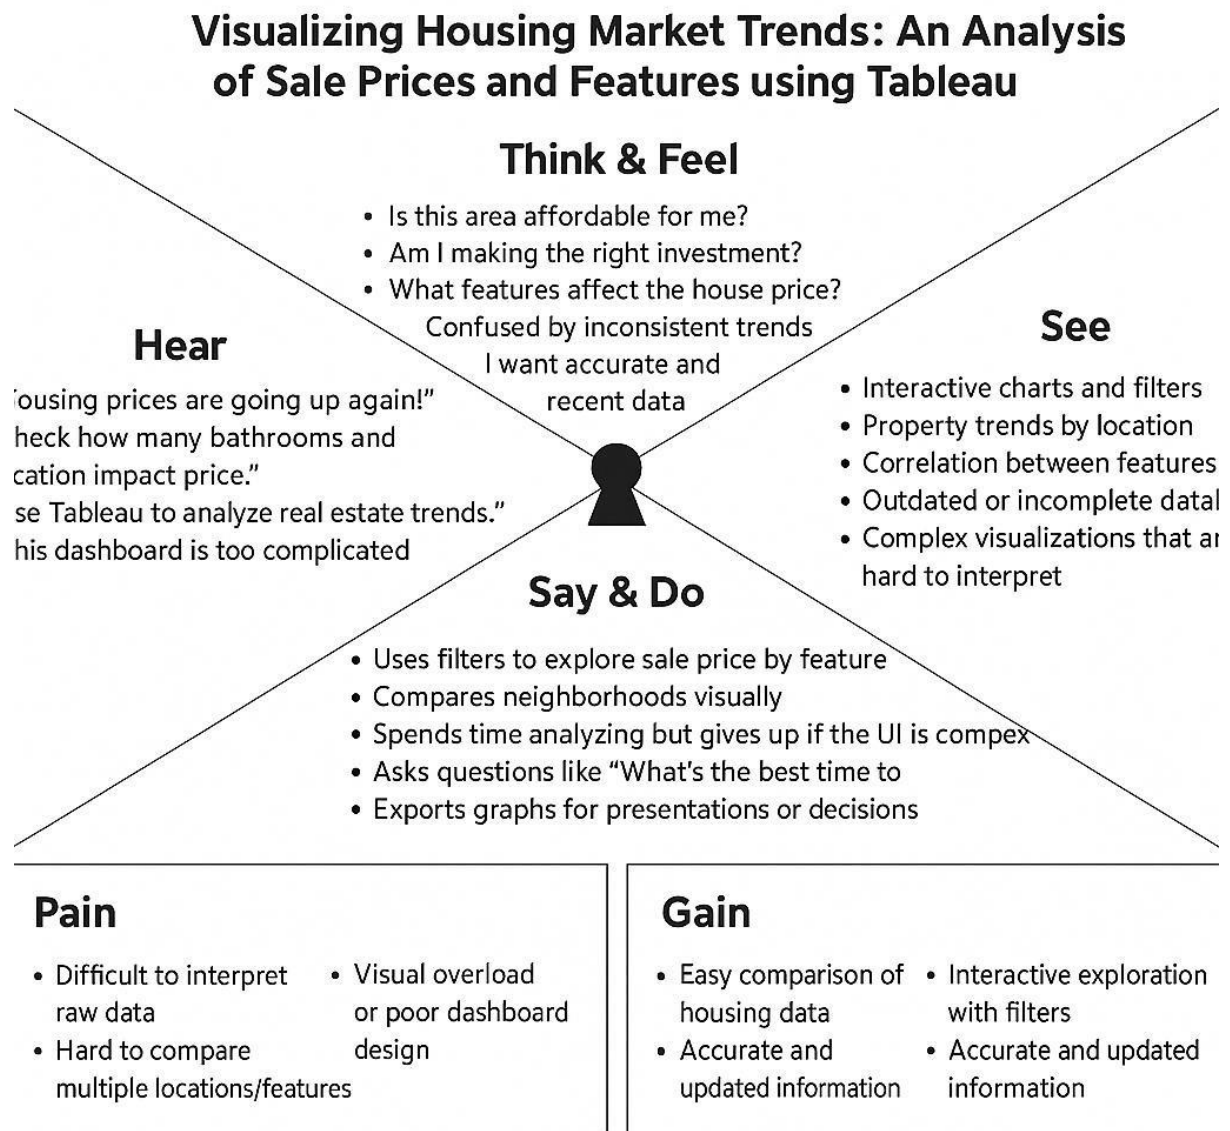 Visualizing Housing Market Trends: An Analysis
of Sale Prices and Features using Tableau
Think & Feel
• Is this area affordable for me?
• Am I making the right investment?
• What features affect the house price?
Confused by inconsistent trends
I want accurate and
recent data
Hear
ousing prices are going up again!”
heck how many bathrooms and
cation impact price.”
se Tableau to analyze real estate trends.”
his dashboard is too complicated
See
• Interactive charts and filters
• Property trends by location
• Correlation between features
• Outdated or incomplete datal
• Complex visualizations that ar
hard to interpret
Say & Do
• Uses filters to explore sale price by feature
• Compares neighborhoods visually
• Spends time analyzing but gives up if the UI is compex
• Asks questions like “What's the best time to
• Exports graphs for presentations or decisions
Pain
• Difficult to interpret
raw data
• Hard to compare
multiple locations/features
• Visual overload
or poor dashboard
design
Gain
• Easy comparison of
housing data
• Accurate and
updated information
• Interactive exploration
with filters
• Accurate and updated
information